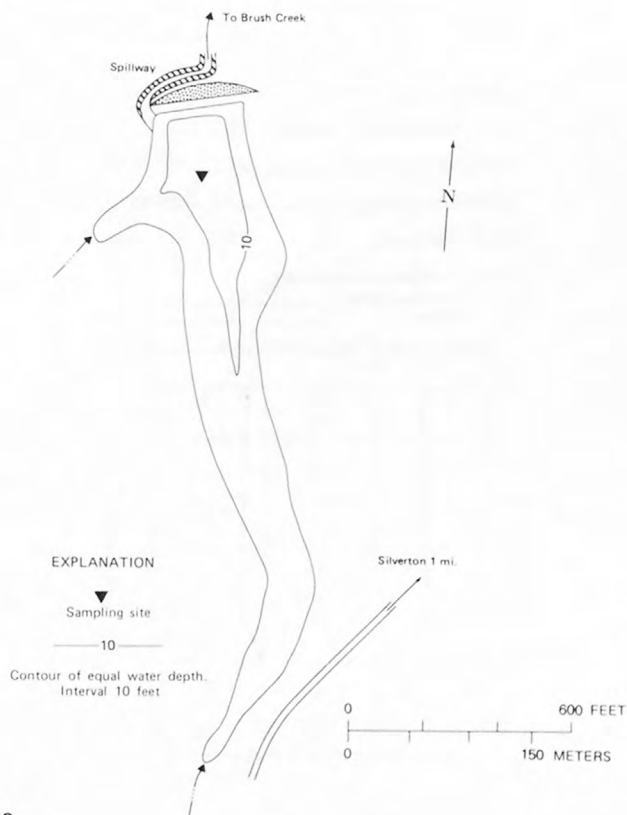 To Brush Creek
Spillway
N
10
EXPLANATION
Sampling site
10
Contour of equal water depth.
Interval 10 feet
Silverton 1 mi.
0 600 FEET
0 150 METERS